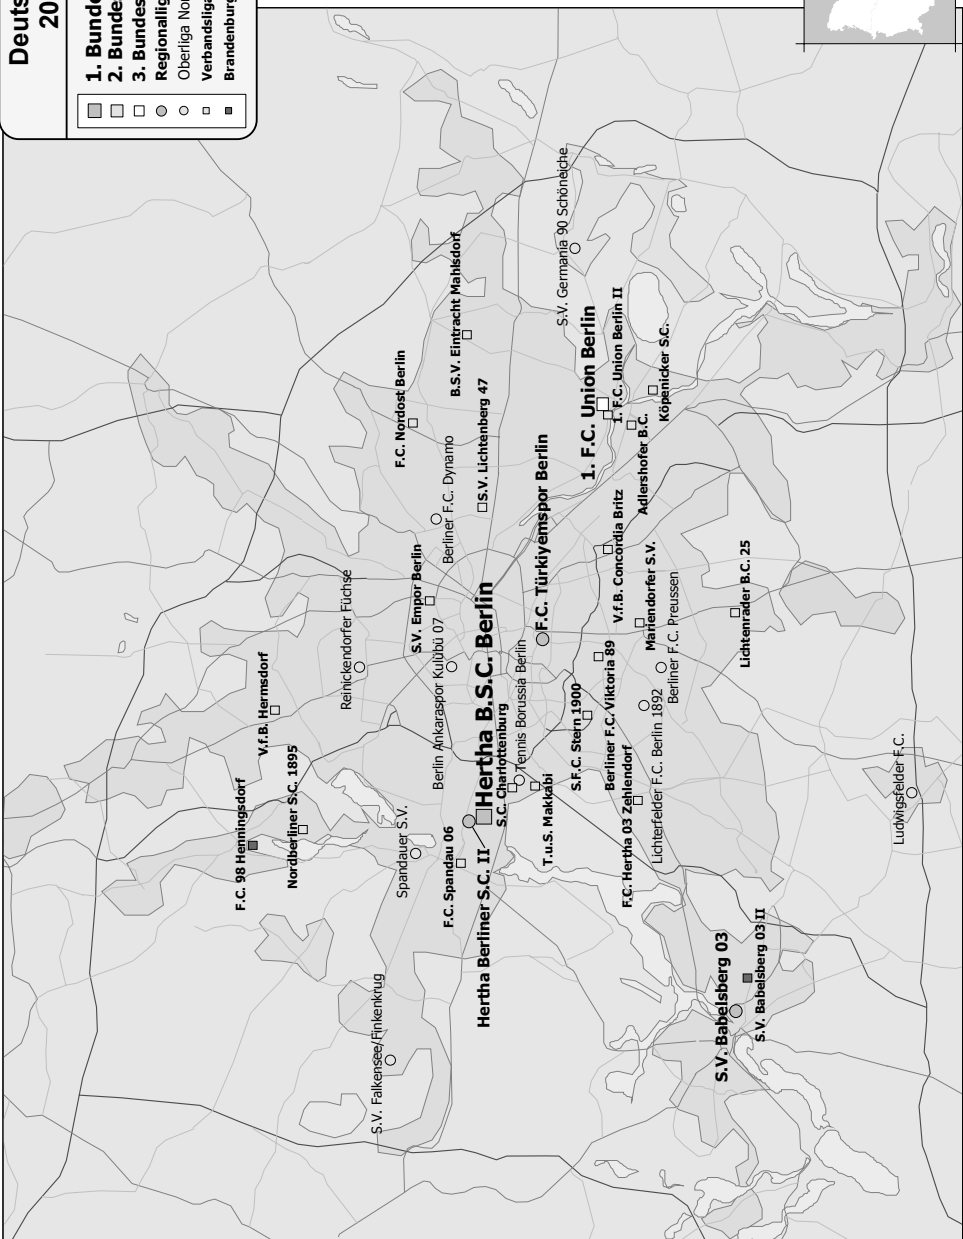 Deuts
20
1. Bunde
2. Bunde
3. Bundes
Regionallig
Oberliga No
Verbandsliga
Brandenburg
S.V. Germania 90 Schöneiche
B.S.V. Eintracht Mahlsdorf
F.C. Nordost Berlin
S.V. Lichtenberg 47
Berliner F.C. Dynamo
1. F.C. Union Berlin
1. F.C. Union Berlin II
Köpenicker S.C.
Adlershofer B.C.
F.C. Türkiyemspor Berlin
V.f.B. Concordia Britz
Mariendorfer S.V.
Berliner F.C. Preussen
Lichtenrader B.C. 25
S.V. Empor Berlin
Reinickendorfer Füchse
Berlin Ankaraspor Kulübü 07
Hertha B.S.C. Berlin
Tennis Borussia Berlin
S.C. Charlottenburg
S.F.C. Stern 1900
Berliner F.C. Viktoria 89
Lichterfelder F.C. Berlin 1892
F.C. Hertha 03 Zehlendorf
T.u.S. Makkabi
V.f.B. Hermsdorf
Nordberliner S.C. 1895
F.C. 98 Henningsdorf
Spandauer S.V.
F.C. Spandau 06
Hertha Berliner S.C. II
Ludwigsfelder F.C.
S.V. Babelsberg 03
S.V. Babelsberg 03 II
S.V. Falkensee/Finkenkrug